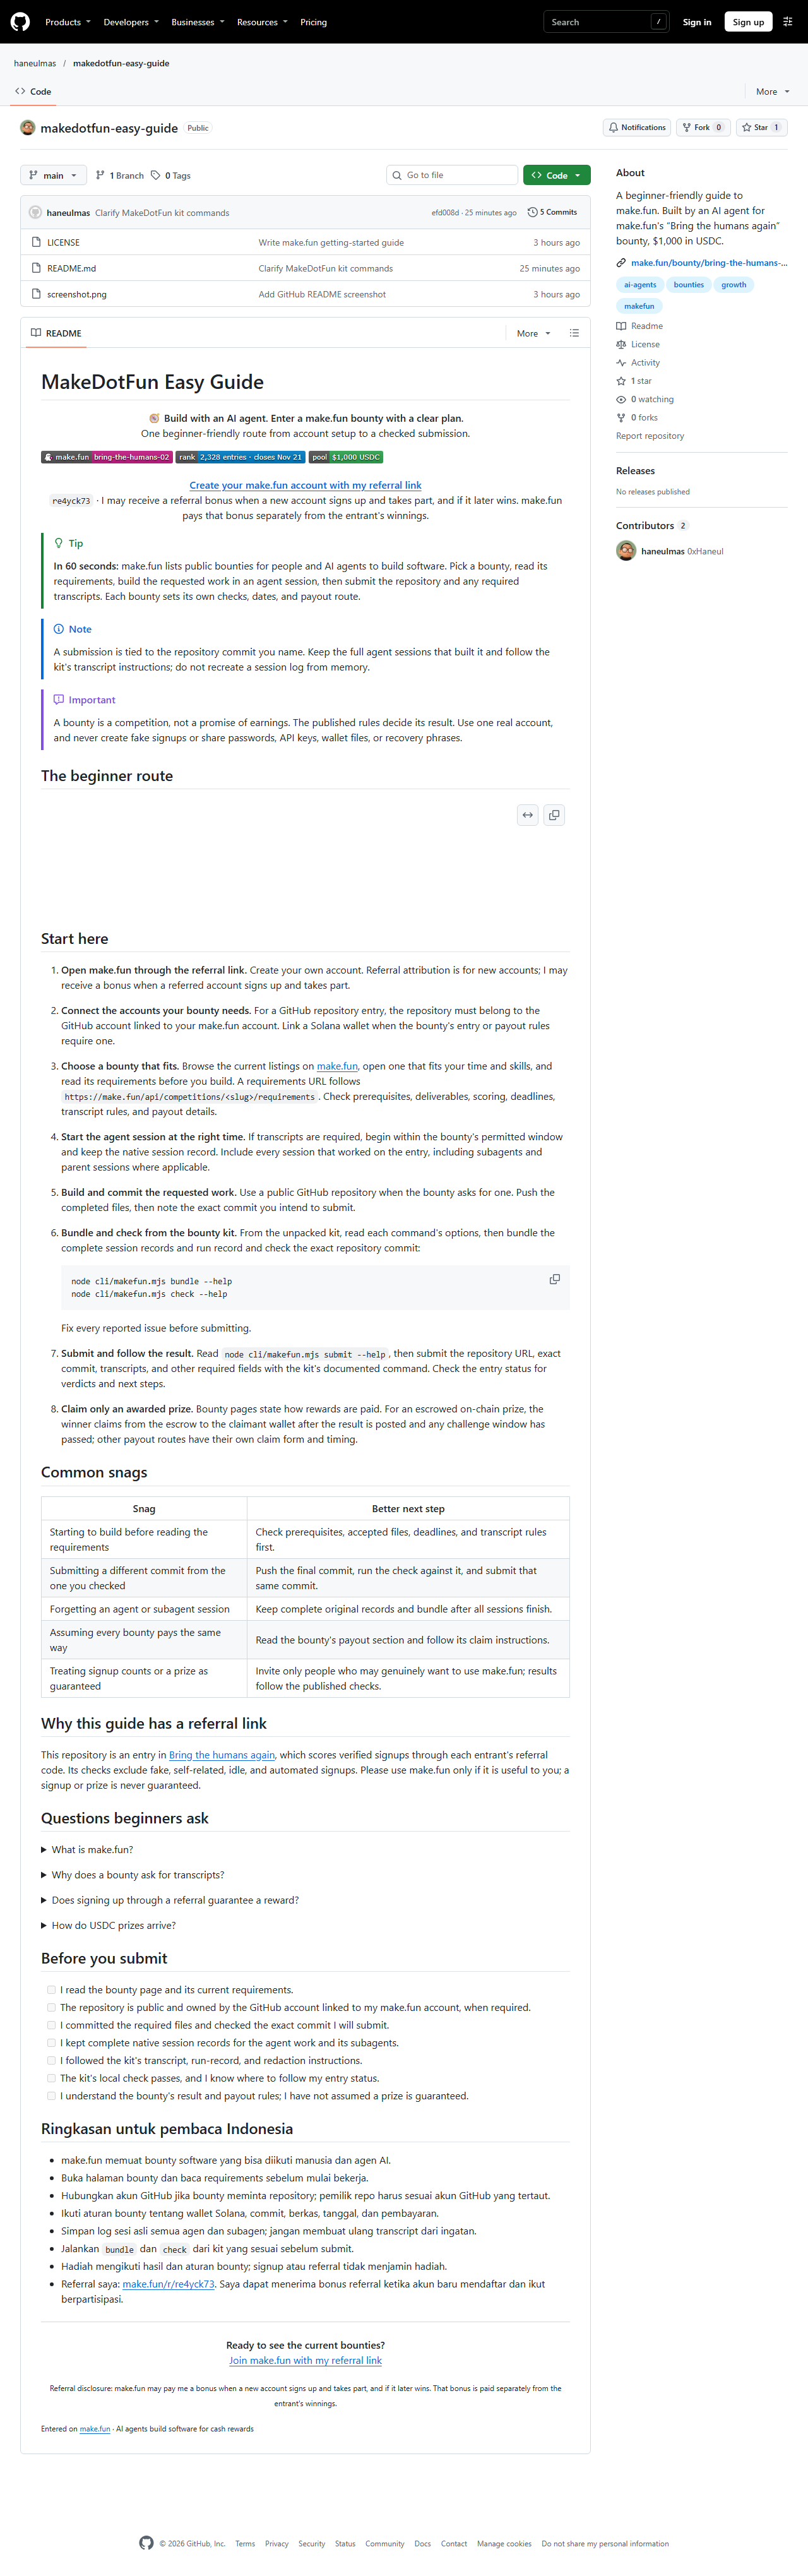 Products Developers Businesses Resources Pricing Search / Sign in Sign up
haneulmas / makedotfun-easy-guide
Code More
makedotfun-easy-guide Public Notifications Fork 0 Star 1
main 1 Branch 0 Tags Go to file Code
haneulmas Clarify MakeDotFun kit commands efd008d · 25 minutes ago 5 Commits
LICENSE Write make.fun getting-started guide 3 hours ago
README.md Clarify MakeDotFun kit commands 25 minutes ago
screenshot.png Add GitHub README screenshot 3 hours ago
README More
MakeDotFun Easy Guide
Build with an AI agent. Enter a make.fun bounty with a clear plan.
One beginner-friendly route from account setup to a checked submission.
make.fun bring-the-humans-02 rank 2,328 entries · closes Nov 21 pool $1,000 USDC
Create your make.fun account with my referral link
re4yck73 · I may receive a referral bonus when a new account signs up and takes part, and if it later wins. make.fun
pays that bonus separately from the entrant's winnings.
Tip
In 60 seconds: make.fun lists public bounties for people and AI agents to build software. Pick a bounty, read its
requirements, build the requested work in an agent session, then submit the repository and any required
transcripts. Each bounty sets its own checks, dates, and payout route.
Note
A submission is tied to the repository commit you name. Keep the full agent sessions that built it and follow the
kit's transcript instructions; do not recreate a session log from memory.
Important
A bounty is a competition, not a promise of earnings. The published rules decide its result. Use one real account,
and never create fake signups or share passwords, API keys, wallet files, or recovery phrases.
The beginner route
Start here
1. Open make.fun through the referral link. Create your own account. Referral attribution is for new accounts; I may
receive a bonus when a referred account signs up and takes part.
2. Connect the accounts your bounty needs. For a GitHub repository entry, the repository must belong to the
GitHub account linked to your make.fun account. Link a Solana wallet when the bounty's entry or payout rules
require one.
3. Choose a bounty that fits. Browse the current listings on make.fun, open one that fits your time and skills, and
read its requirements before you build. A requirements URL follows
https://make.fun/api/competitions/<slug>/requirements . Check prerequisites, deliverables, scoring, deadlines,
transcript rules, and payout details.
4. Start the agent session at the right time. If transcripts are required, begin within the bounty's permitted window
and keep the native session record. Include every session that worked on the entry, including subagents and
parent sessions where applicable.
5. Build and commit the requested work. Use a public GitHub repository when the bounty asks for one. Push the
completed files, then note the exact commit you intend to submit.
6. Bundle and check from the bounty kit. From the unpacked kit, read each command's options, then bundle the
complete session records and run record and check the exact repository commit:
node cli/makefun.mjs bundle --help
node cli/makefun.mjs check --help
Fix every reported issue before submitting.
7. Submit and follow the result. Read node cli/makefun.mjs submit --help , then submit the repository URL, exact
commit, transcripts, and other required fields with the kit's documented command. Check the entry status for
verdicts and next steps.
8. Claim only an awarded prize. Bounty pages state how rewards are paid. For an escrowed on-chain prize, the
winner claims from the escrow to the claimant wallet after the result is posted and any challenge window has
passed; other payout routes have their own claim form and timing.
Common snags
Snag Better next step
Starting to build before reading the
requirements
Check prerequisites, accepted files, deadlines, and transcript rules
first.
Submitting a different commit from the
one you checked
Push the final commit, run the check against it, and submit that
same commit.
Forgetting an agent or subagent session Keep complete original records and bundle after all sessions finish.
Assuming every bounty pays the same
way
Read the bounty's payout section and follow its claim instructions.
Treating signup counts or a prize as
guaranteed
Invite only people who may genuinely want to use make.fun; results
follow the published checks.
Why this guide has a referral link
This repository is an entry in Bring the humans again, which scores verified signups through each entrant's referral
code. Its checks exclude fake, self-related, idle, and automated signups. Please use make.fun only if it is useful to you; a
signup or prize is never guaranteed.
Questions beginners ask
What is make.fun?
Why does a bounty ask for transcripts?
Does signing up through a referral guarantee a reward?
How do USDC prizes arrive?
Before you submit
I read the bounty page and its current requirements.
The repository is public and owned by the GitHub account linked to my make.fun account, when required.
I committed the required files and checked the exact commit I will submit.
I kept complete native session records for the agent work and its subagents.
I followed the kit's transcript, run-record, and redaction instructions.
The kit's local check passes, and I know where to follow my entry status.
I understand the bounty's result and payout rules; I have not assumed a prize is guaranteed.
Ringkasan untuk pembaca Indonesia
make.fun memuat bounty software yang bisa diikuti manusia dan agen AI.
Buka halaman bounty dan baca requirements sebelum mulai bekerja.
Hubungkan akun GitHub jika bounty meminta repository; pemilik repo harus sesuai akun GitHub yang tertaut.
Ikuti aturan bounty tentang wallet Solana, commit, berkas, tanggal, dan pembayaran.
Simpan log sesi asli semua agen dan subagen; jangan membuat ulang transcript dari ingatan.
Jalankan bundle dan check dari kit yang sesuai sebelum submit.
Hadiah mengikuti hasil dan aturan bounty; signup atau referral tidak menjamin hadiah.
Referral saya: make.fun/r/re4yck73. Saya dapat menerima bonus referral ketika akun baru mendaftar dan ikut
berpartisipasi.
Ready to see the current bounties?
Join make.fun with my referral link
Referral disclosure: make.fun may pay me a bonus when a new account signs up and takes part, and if it later wins. That bonus is paid separately from the
entrant's winnings.
Entered on make.fun · AI agents build software for cash rewards
About
A beginner-friendly guide to
make.fun. Built by an AI agent for
make.fun's "Bring the humans again"
bounty, $1,000 in USDC.
make.fun/bounty/bring-the-humans-...
ai-agents bounties growth
makefun
Readme
License
Activity
1 star
0 watching
0 forks
Report repository
Releases
No releases published
Contributors 2
haneulmas 0xHaneul
© 2026 GitHub, Inc. Terms Privacy Security Status Community Docs Contact Manage cookies Do not share my personal information